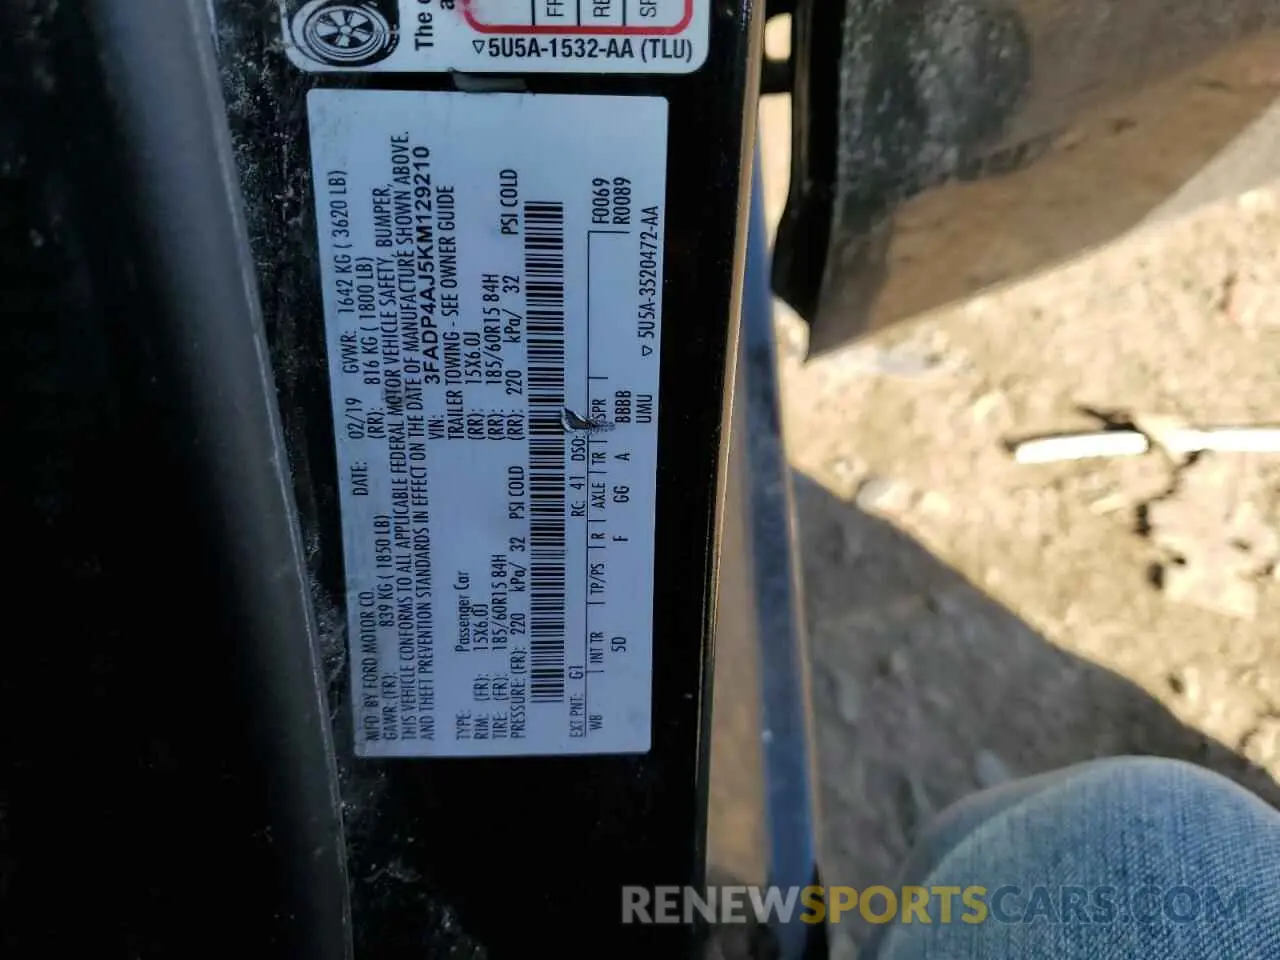 The
5U5A-1532-AA (TLU)
MFD. BY FORD MOTOR CO.
DATE: 02/19 GVWR: 1642 KG ( 3620 LB)
GAWR: (FR): 839 KG ( 1850 LB) (RR): 816 KG ( 1800 LB)
THIS VEHICLE CONFORMS TO ALL APPLICABLE FEDERAL MOTOR VEHICLE SAFETY, BUMPER,
AND THEFT PREVENTION STANDARDS IN EFFECT ON THE DATE OF MANUFACTURE SHOWN ABOVE.
VIN: 3FADP4AJ5KM129210
TYPE: Passenger Car TRAILER TOWING - SEE OWNER GUIDE
RIM: (FR): 15X6.0J (RR): 15X6.0J
TIRE: (FR): 185/60R15 84H (RR): 185/60R15 84H
PRESSURE: (FR): 220 kPa/ 32 PSI COLD (RR): 220 kPa/ 32 PSI COLD
EXT PNT: G1 RC: 41 DSO:
WB INT TR TP/PS R AXLE TR SPR F0069
5D F GG A BBBB R0089
UMU
5U5A-3520472-AA
RENEWSPORTSCARS.COM